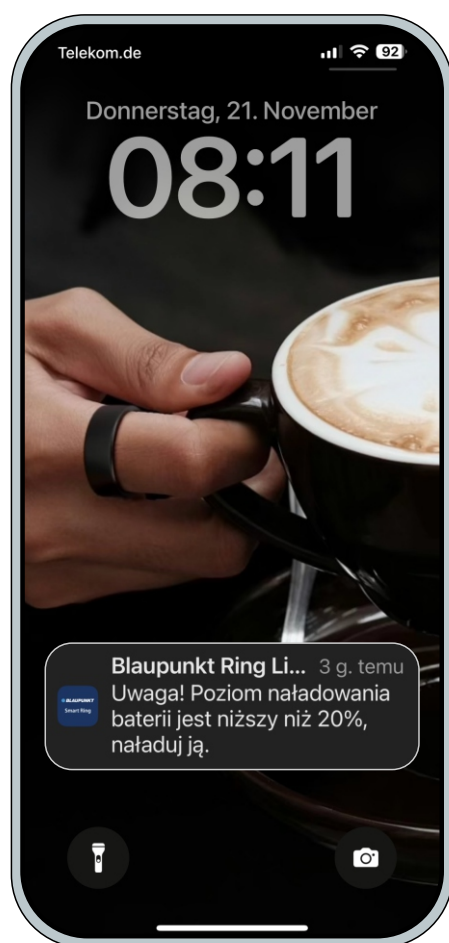 Telekom.de 92
Donnerstag, 21. November
08:11
Blaupunkt Ring Li... 3 g. temu
Uwaga! Poziom naładowania
baterii jest niższy niż 20%,
naładuj ją.
BLAUPUNKT
Smart Ring